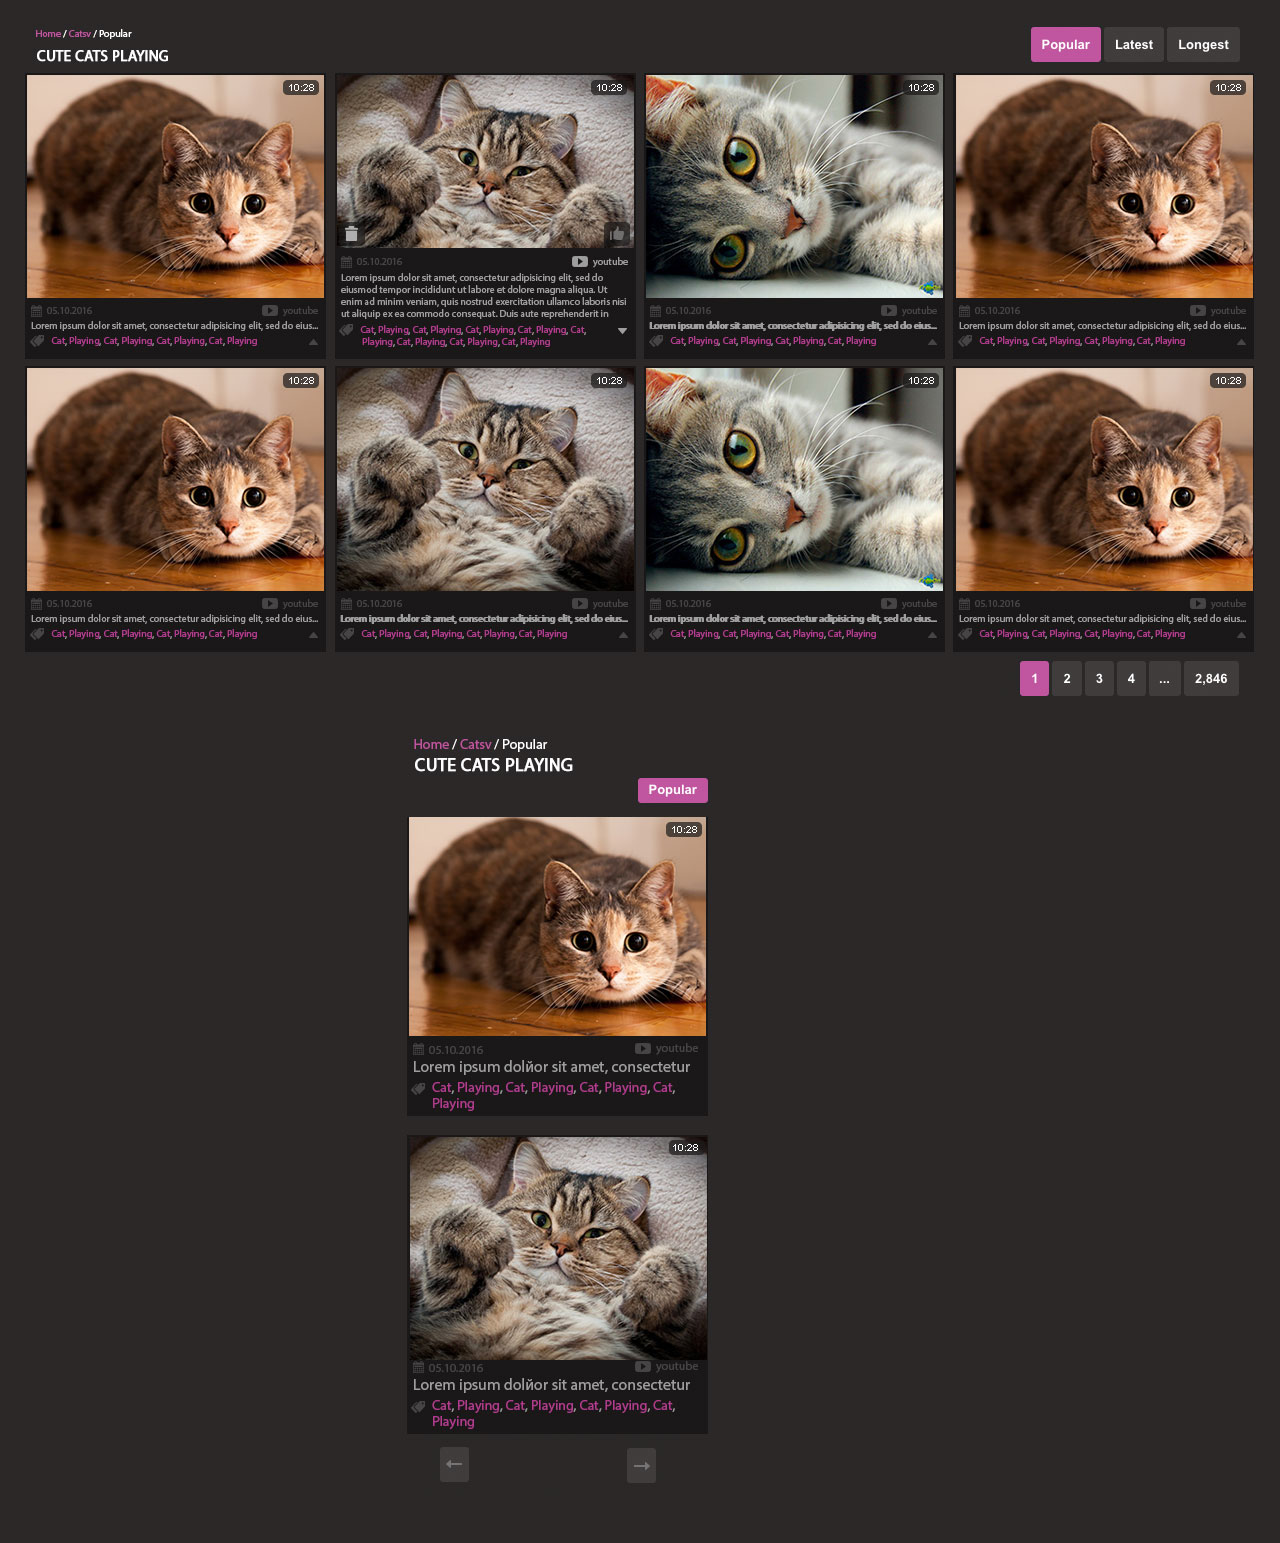 Home / Catsv / Popular
CUTE CATS PLAYING
Popular
Latest
Longest
10:28
10:28
10:28
10:28
05.10.2016
youtube
Lorem ipsum dolor sit amet, consectetur adipisicing elit, sed do eius...
Cat, Playing, Cat, Playing, Cat, Playing, Cat, Playing
05.10.2016
youtube
Lorem ipsum dolor sit amet, consectetur adipisicing elit, sed do
eiusmod tempor incididunt ut labore et dolore magna aliqua. Ut
enim ad minim veniam, quis nostrud exercitation ullamco laboris nisi
ut aliquip ex ea commodo consequat. Duis aute reprehenderit in
Cat, Playing, Cat, Playing, Cat, Playing, Cat, Playing, Cat,
Playing, Cat, Playing, Cat, Playing, Cat, Playing
05.10.2016
youtube
Lorem ipsum dolor sit amet, consectetur adipisicing elit, sed do eius...
Cat, Playing, Cat, Playing, Cat, Playing, Cat, Playing
05.10.2016
youtube
Lorem ipsum dolor sit amet, consectetur adipisicing elit, sed do eius...
Cat, Playing, Cat, Playing, Cat, Playing, Cat, Playing
10:28
10:28
10:28
10:28
05.10.2016
youtube
Lorem ipsum dolor sit amet, consectetur adipisicing elit, sed do eius...
Cat, Playing, Cat, Playing, Cat, Playing, Cat, Playing
05.10.2016
youtube
Lorem ipsum dolor sit amet, consectetur adipisicing elit, sed do eius...
Cat, Playing, Cat, Playing, Cat, Playing, Cat, Playing
05.10.2016
youtube
Lorem ipsum dolor sit amet, consectetur adipisicing elit, sed do eius...
Cat, Playing, Cat, Playing, Cat, Playing, Cat, Playing
05.10.2016
youtube
Lorem ipsum dolor sit amet, consectetur adipisicing elit, sed do eius...
Cat, Playing, Cat, Playing, Cat, Playing, Cat, Playing
1
2
3
4
...
2,846
Home / Catsv / Popular
CUTE CATS PLAYING
Popular
10:28
05.10.2016
youtube
Lorem ipsum dolйor sit amet, consectetur
Cat, Playing, Cat, Playing, Cat, Playing, Cat,
Playing
10:28
05.10.2016
youtube
Lorem ipsum dolйor sit amet, consectetur
Cat, Playing, Cat, Playing, Cat, Playing, Cat,
Playing